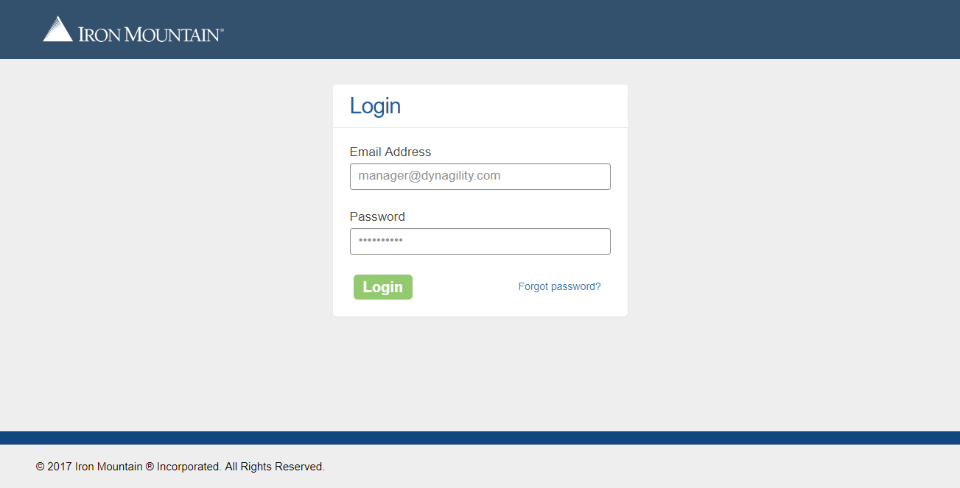 IRON MOUNTAIN®
Login
Email Address
manager@dynagility.com
Password
••••••••••
Login Forgot password?
© 2017 Iron Mountain ® Incorporated. All Rights Reserved.